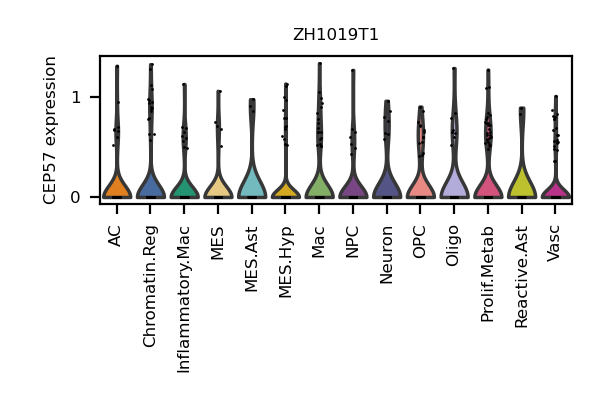 ZH1019T1
CEP57 expression
1
0
AC
Chromatin.Reg
Inflammatory.Mac
MES
MES.Ast
MES.Hyp
Mac
NPC
Neuron
OPC
Oligo
Prolif.Metab
Reactive.Ast
Vasc